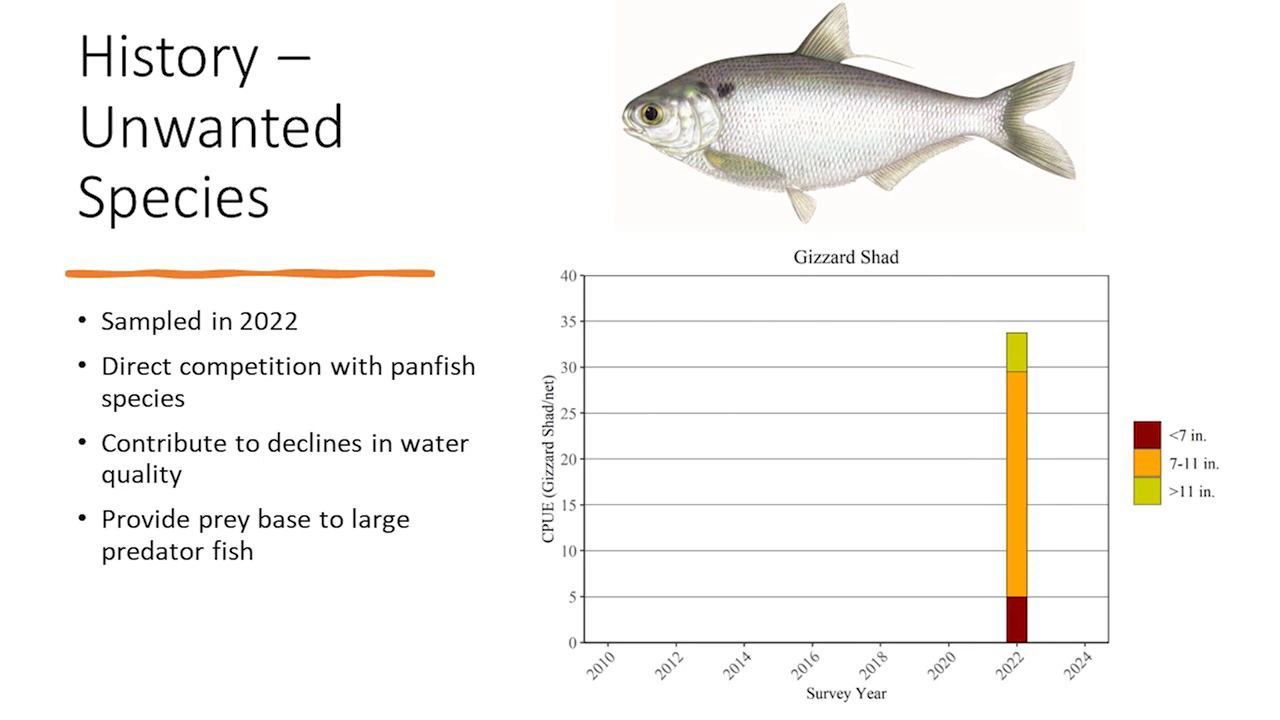 History –
Unwanted
Species
• Sampled in 2022
• Direct competition with panfish
species
• Contribute to declines in water
quality
• Provide prey base to large
predator fish
Gizzard Shad
CPUE (Gizzard Shad/net)
40
35
30
25
20
15
10
5
0
2010
2012
2014
2016
2018
2020
2022
2024
Survey Year
<7 in.
7-11 in.
>11 in.